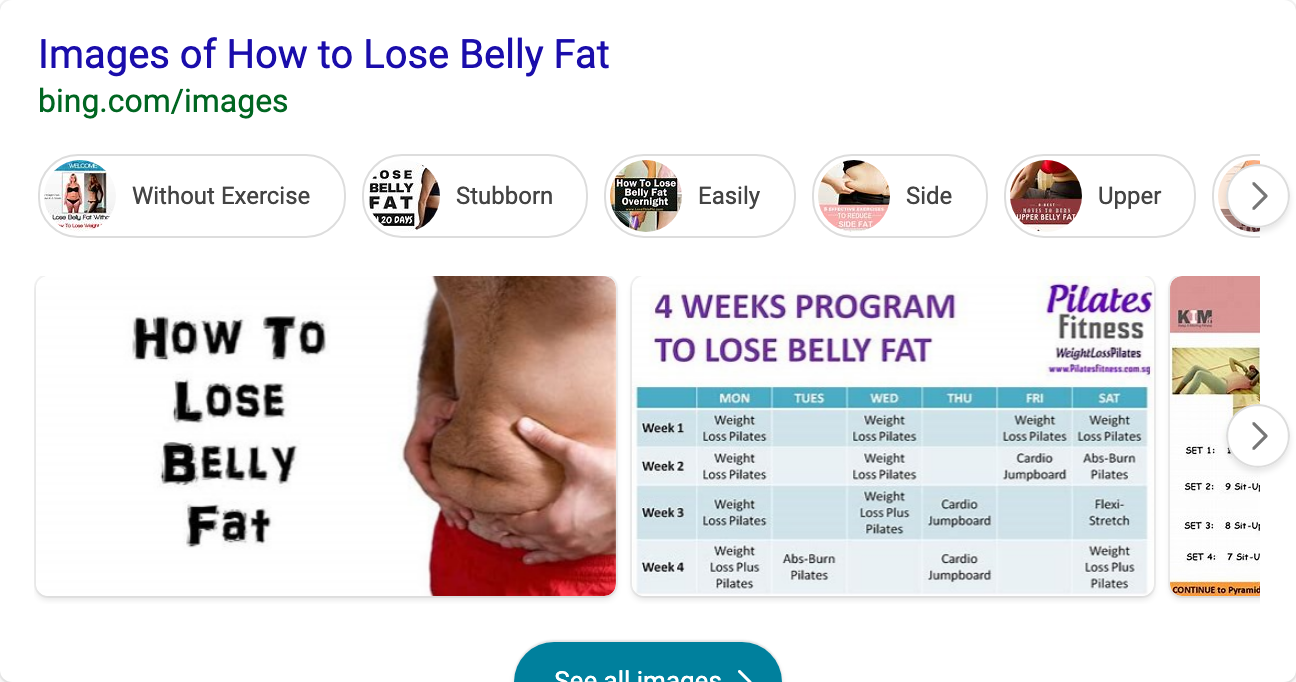 Images of How to Lose Belly Fat
bing.com/images
WELCOME
Lose Belly Fat
To Lose Weight
Without Exercise
LOSE
BELLY
FAT
20 DAYS
Stubborn
How To Lose
Belly Fat
Overnight
Easily
TO REDUCE
SIDE FAT
Side
UPPER BELLY FAT
Upper
How To
Lose
Belly
Fat
4 WEEKS PROGRAM
TO LOSE BELLY FAT
Pilates
Fitness
WeightLossPilates
www.PilatesFitness.com.sg
MON TUES WED THU FRI SAT
Week 1 Weight Loss Pilates Weight Loss Pilates Weight Loss Pilates Weight Loss Pilates
Week 2 Weight Loss Pilates Weight Loss Pilates Cardio Jumpboard Abs-Burn Pilates
Week 3 Weight Loss Pilates Weight Loss Plus Pilates Cardio Jumpboard Flexi-Stretch
Week 4 Weight Loss Plus Pilates Abs-Burn Pilates Cardio Jumpboard Weight Loss Plus Pilates
KIM
SET 1:
SET 2: 9 Sit-Up
SET 3: 8 Sit-Up
SET 4: 7 Sit-U
CONTINUE to Pyramid
See all images